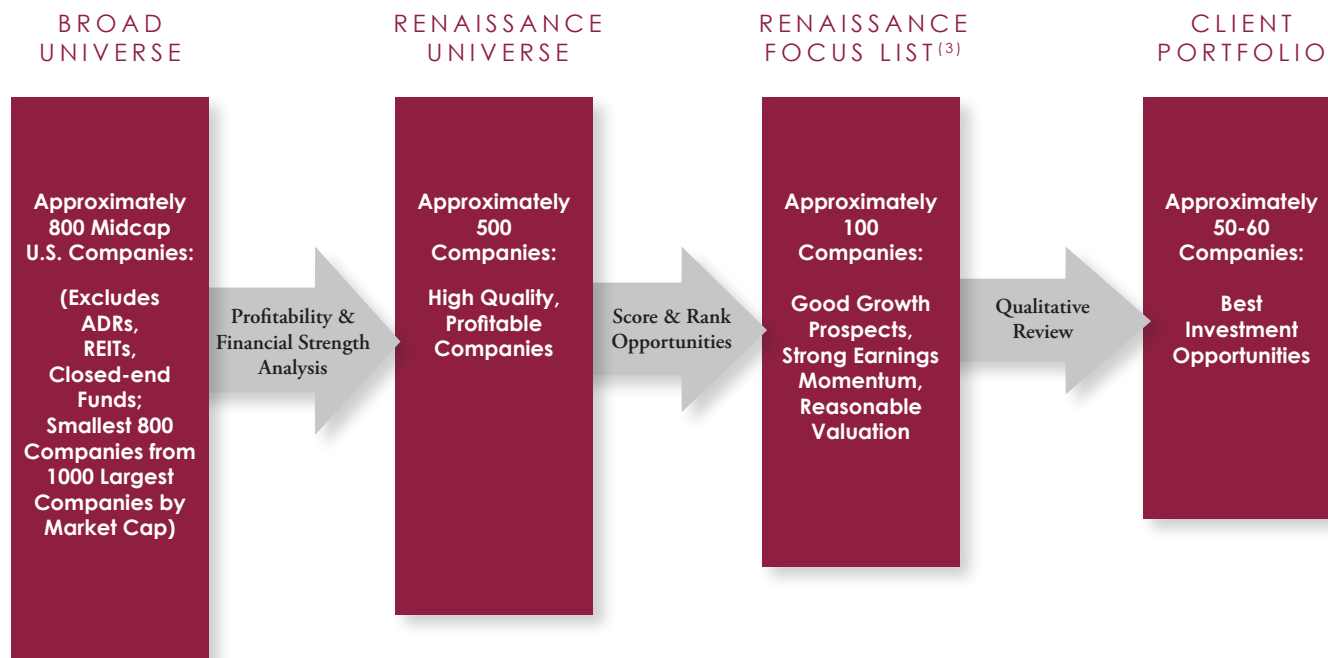 BROAD
UNIVERSE
Approximately
800 Midcap
U.S. Companies:
(Excludes
ADRs,
REITs,
Closed-end
Funds;
Smallest 800
Companies from
1000 Largest
Companies by
Market Cap)
Profitability &
Financial Strength
Analysis
RENAISSANCE
UNIVERSE
Approximately
500
Companies:
High Quality,
Profitable
Companies
Score & Rank
Opportunities
RENAISSANCE
FOCUS LIST(3)
Approximately
100
Companies:
Good Growth
Prospects,
Strong Earnings
Momentum,
Reasonable
Valuation
Qualitative
Review
CLIENT
PORTFOLIO
Approximately
50-60
Companies:
Best
Investment
Opportunities